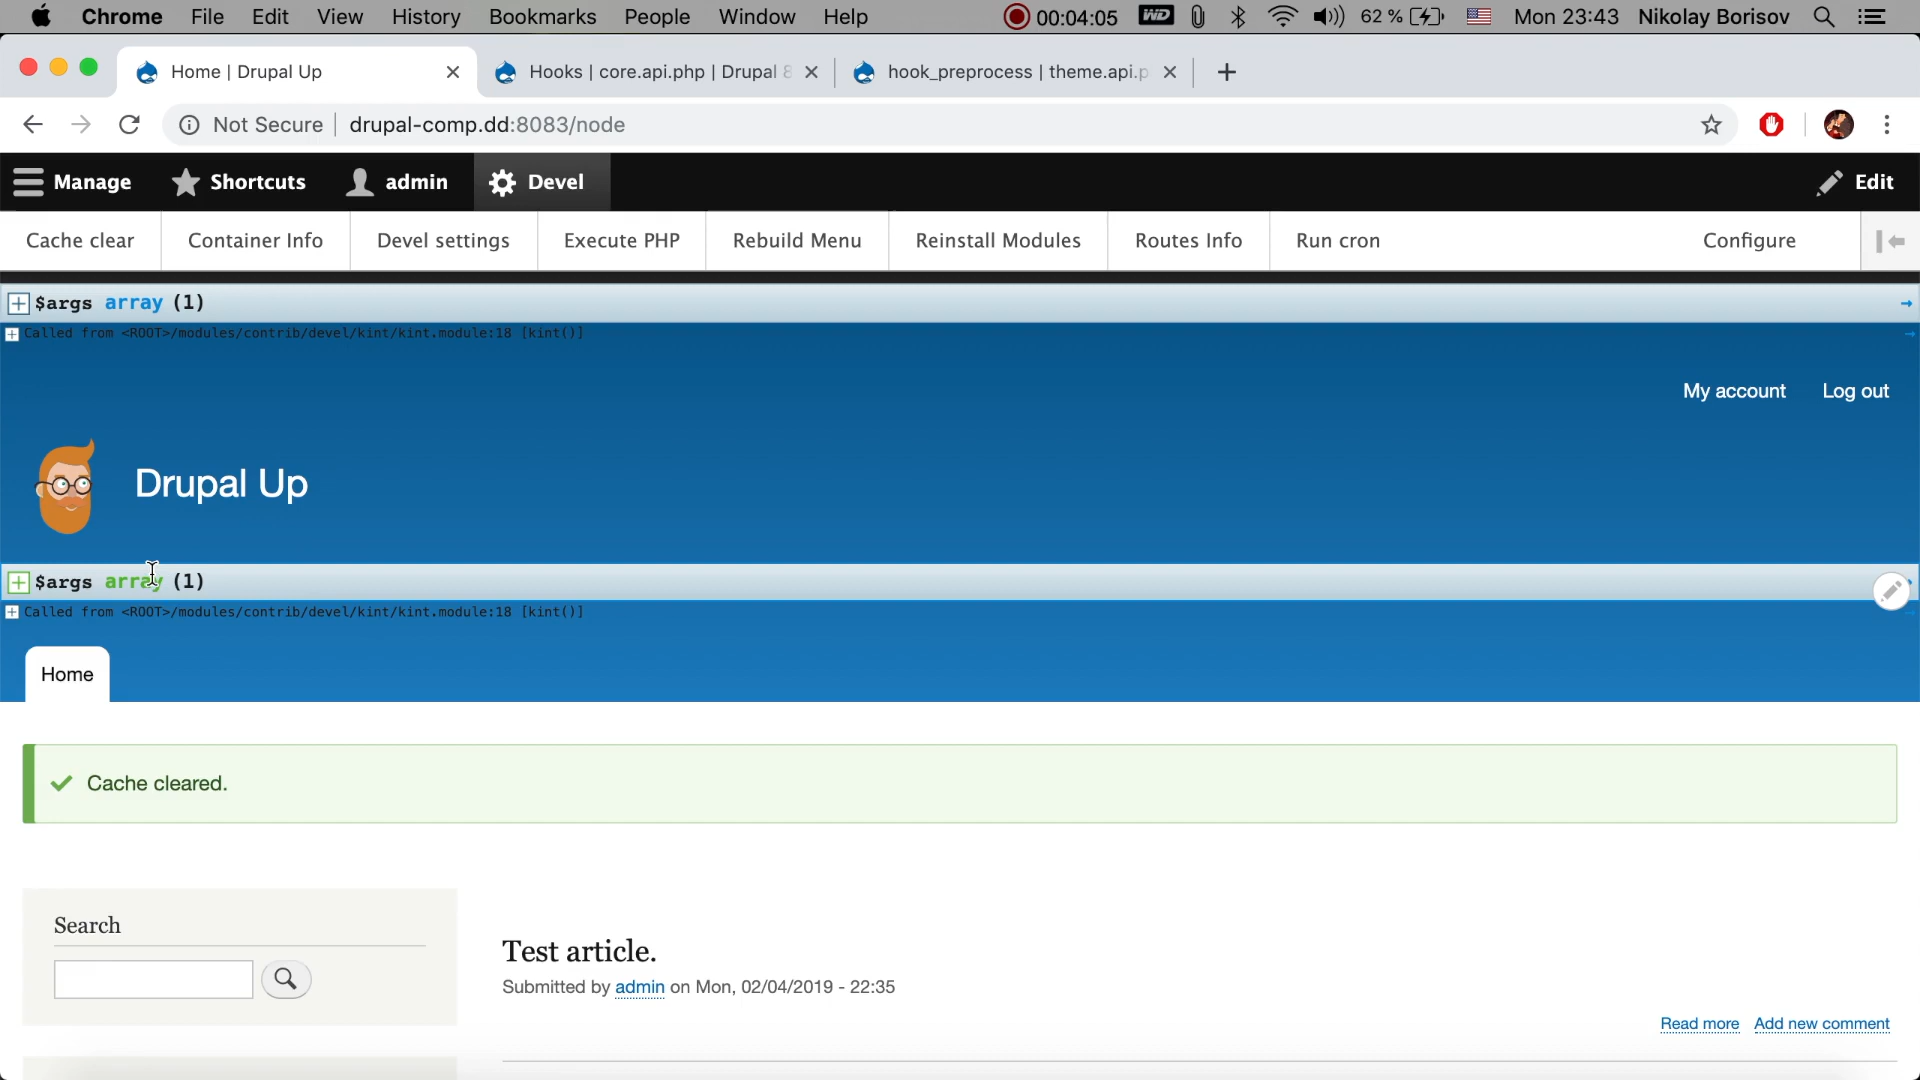 Chrome File Edit View History Bookmarks People Window Help 00:04:05 WD 62 % Mon 23:43 Nikolay Borisov
Home | Drupal Up Hooks | core.api.php | Drupal 8 hook_preprocess | theme.api.p
Not Secure drupal-comp.dd:8083/node
Manage Shortcuts admin Devel Edit
Cache clear Container Info Devel settings Execute PHP Rebuild Menu Reinstall Modules Routes Info Run cron Configure
$args array (1)
Called from <ROOT>/modules/contrib/devel/kint/kint.module:18 [kint()]
My account Log out
Drupal Up
$args array (1)
Called from <ROOT>/modules/contrib/devel/kint/kint.module:18 [kint()]
Home
Cache cleared.
Search
Test article.
Submitted by admin on Mon, 02/04/2019 - 22:35
Read more Add new comment